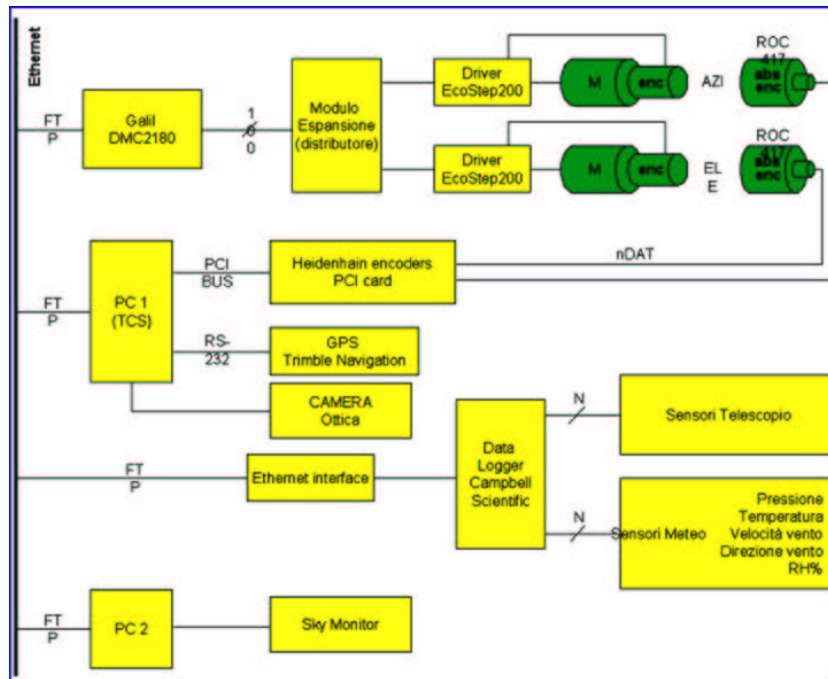 Ethernet
FT
P
Galil
DMC2180
1
0
0
Modulo
Espansione
(distributore)
Driver
EcoStep200
M
enc
AZI
ROC
417
abs
enc
Driver
EcoStep200
M
enc
EL
E
ROC
417
abs
enc
FT
P
PC 1
(TCS)
PCI
BUS
Heidenhain encoders
PCI card
nDAT
RS-
232
GPS
Trimble Navigation
CAMERA
Ottica
FT
P
Ethernet interface
Data
Logger
Campbell
Scientific
N
Sensori Telescopio
N
Sensori Meteo
Pressione
Temperatura
Velocità vento
Direzione vento
RH%
FT
P
PC 2
Sky Monitor